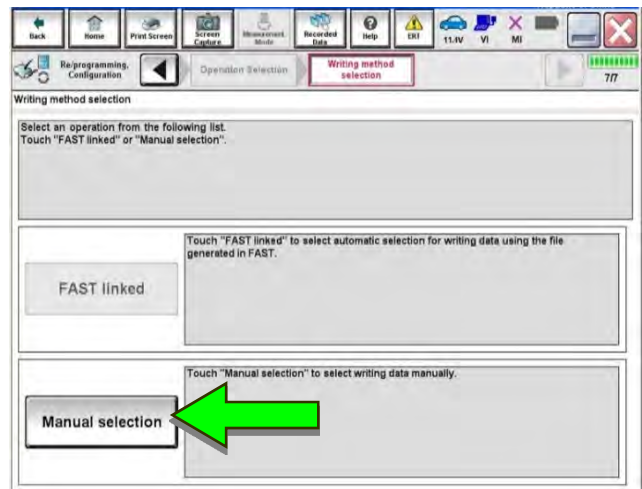 Back
Home
Print Screen
Screen
Capture
Measurement
Mode
Recorded
Data
Help
ERT
11.4V
VI
MI
Re/programming,
Configuration
Operation Selection
Writing method
selection
7/7
Writing method selection
Select an operation from the following list.
Touch "FAST linked" or "Manual selection".
FAST linked
Touch "FAST linked" to select automatic selection for writing data using the file
generated in FAST.
Manual selection
Touch "Manual selection" to select writing data manually.